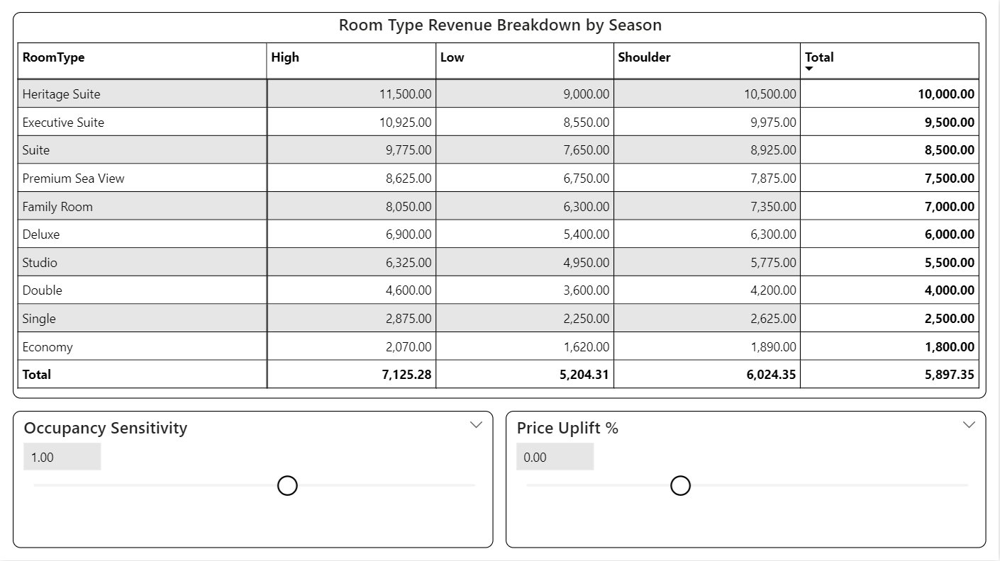 Room Type Revenue Breakdown by Season
RoomType High Low Shoulder Total
Heritage Suite 11,500.00 9,000.00 10,500.00 10,000.00
Executive Suite 10,925.00 8,550.00 9,975.00 9,500.00
Suite 9,775.00 7,650.00 8,925.00 8,500.00
Premium Sea View 8,625.00 6,750.00 7,875.00 7,500.00
Family Room 8,050.00 6,300.00 7,350.00 7,000.00
Deluxe 6,900.00 5,400.00 6,300.00 6,000.00
Studio 6,325.00 4,950.00 5,775.00 5,500.00
Double 4,600.00 3,600.00 4,200.00 4,000.00
Single 2,875.00 2,250.00 2,625.00 2,500.00
Economy 2,070.00 1,620.00 1,890.00 1,800.00
Total 7,125.28 5,204.31 6,024.35 5,897.35
Occupancy Sensitivity
1.00
Price Uplift %
0.00